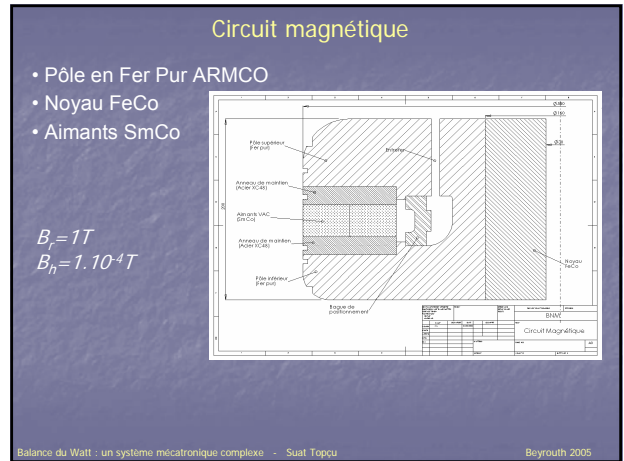 Circuit magnétique
• Pôle en Fer Pur ARMCO
• Noyau FeCo
• Aimants SmCo
B_r=1T
B_h=1.10^-4T
Pôle supérieur
(Fer pur)
Entrefer
Anneau de maintien
(Acier XC48)
Aimants VAC
(SmCo)
Anneau de maintien
(Acier XC48)
Pôle inférieur
(Fer pur)
Bague de
positionnement
Noyau
FeCo
BNM
Circuit Magnétique
Balance du Watt : un système mécatronique complexe - Suat Topçu
Beyrouth 2005